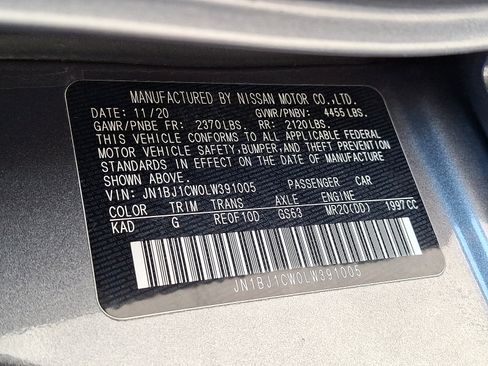 MANUFACTURED BY NISSAN MOTOR CO.,LTD.
DATE: 11/20 GVWR/PNBV: 4455 LBS.
GAWR/PNBE FR: 2370 LBS. RR: 2120 LBS.
THIS VEHICLE CONFORMS TO ALL APPLICABLE FEDERAL
MOTOR VEHICLE SAFETY, BUMPER, AND THEFT PREVENTION
STANDARDS IN EFFECT ON THE DATE OF MANUFACTURE
SHOWN ABOVE.
VIN: JN1BJ1CW0LW391005 PASSENGER CAR
COLOR TRIM TRANS AXLE ENGINE
KAD G RE0F10D GS63 MR20(DD) 1997CC
JN1BJ1CW0LW391005